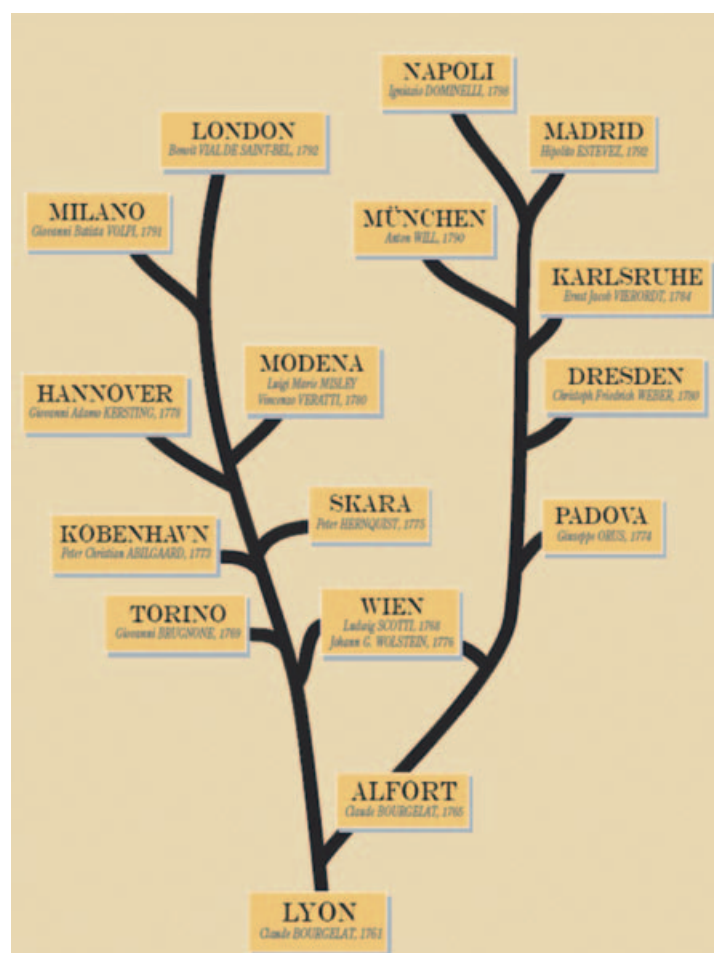 NAPOLI
Ignitaio DOMINELLI, 1798
LONDON
Benoît VIAL DE SAINT-BEL, 1792
MADRID
Hipolito ESTEVEZ, 1792
MILANO
Giovanni Batista VOLPI, 1791
MÜNCHEN
Anton WILL, 1790
KARLSRUHE
Ernst Jacob VIERORDT, 1784
MODENA
Luigi Mario MISLEY
Vincenzo VERATTI, 1780
DRESDEN
Christoph Friedrich WEBER, 1780
HANNOVER
Giovanni Adamo KERSTING, 1778
SKARA
Peter HERNQUIST, 1775
PADOVA
Giuseppe ORUS, 1774
KOBENHAVN
Peter Christian ABILGAARD, 1773
WIEN
Ludwig SCOTTI, 1768
Johann G. WOLSTEIN, 1776
TORINO
Giovanni BRUGNONE, 1769
ALFORT
Claude BOURGELAT, 1765
LYON
Claude BOURGELAT, 1761